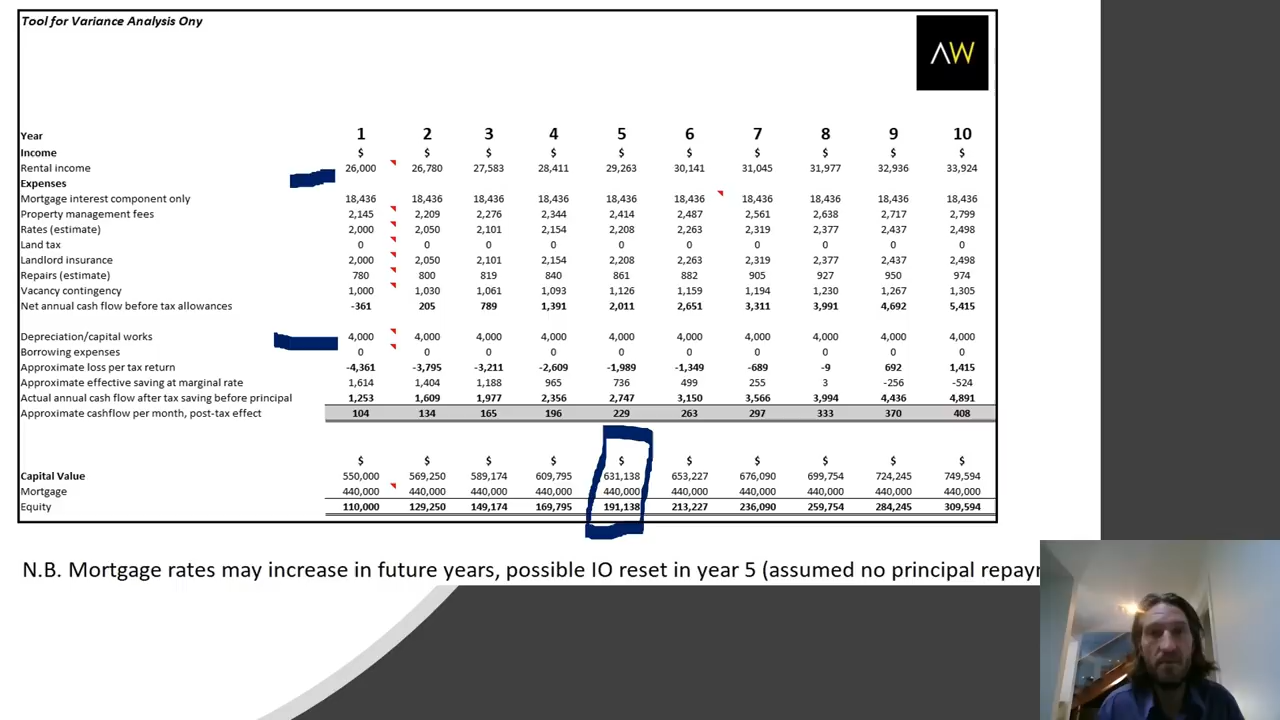 Tool for Variance Analysis Ony
AW
Year 1 2 3 4 5 6 7 8 9 10
Income $ $ $ $ $ $ $ $ $ $
Rental income 26,000 26,780 27,583 28,411 29,263 30,141 31,045 31,977 32,936 33,924
Expenses
Mortgage interest component only 18,436 18,436 18,436 18,436 18,436 18,436 18,436 18,436 18,436 18,436
Property management fees 2,145 2,209 2,276 2,344 2,414 2,487 2,561 2,638 2,717 2,799
Rates (estimate) 2,000 2,050 2,101 2,154 2,208 2,263 2,319 2,377 2,437 2,498
Land tax 0 0 0 0 0 0 0 0 0 0
Landlord insurance 2,000 2,050 2,101 2,154 2,208 2,263 2,319 2,377 2,437 2,498
Repairs (estimate) 780 800 819 840 861 882 905 927 950 974
Vacancy contingency 1,000 1,030 1,061 1,093 1,126 1,159 1,194 1,230 1,267 1,305
Net annual cash flow before tax allowances -361 205 789 1,391 2,011 2,651 3,311 3,991 4,692 5,415
Depreciation/capital works 4,000 4,000 4,000 4,000 4,000 4,000 4,000 4,000 4,000 4,000
Borrowing expenses 0 0 0 0 0 0 0 0 0 0
Approximate loss per tax return -4,361 -3,795 -3,211 -2,609 -1,989 -1,349 -689 -9 692 1,415
Approximate effective saving at marginal rate 1,614 1,404 1,188 965 736 499 255 3 -256 -524
Actual annual cash flow after tax saving before principal 1,253 1,609 1,977 2,356 2,747 3,150 3,566 3,994 4,436 4,891
Approximate cashflow per month, post-tax effect 104 134 165 196 229 263 297 333 370 408
$ $ $ $ $ $ $ $ $ $
Capital Value 550,000 569,250 589,174 609,795 631,138 653,227 676,090 699,754 724,245 749,594
Mortgage 440,000 440,000 440,000 440,000 440,000 440,000 440,000 440,000 440,000 440,000
Equity 110,000 129,250 149,174 169,795 191,138 213,227 236,090 259,754 284,245 309,594
N.B. Mortgage rates may increase in future years, possible IO reset in year 5 (assumed no principal